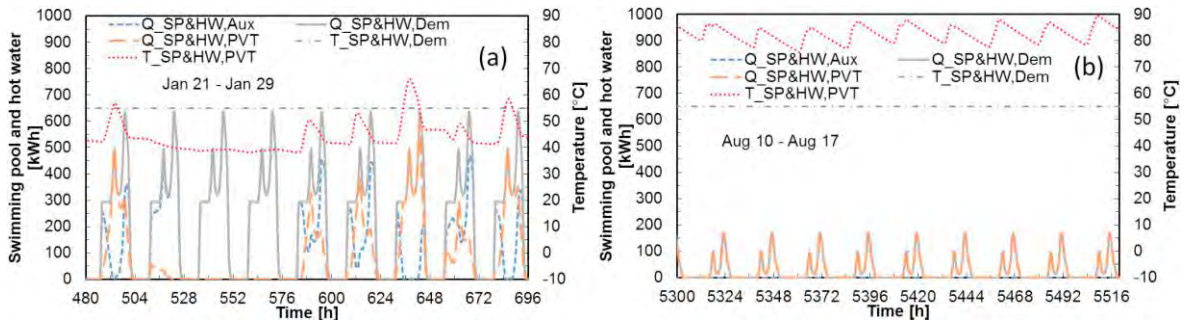 Swimming pool and hot water
[kWh]
1000
900
800
700
600
500
400
300
200
100
0
Q_SP&HW,Aux
Q_SP&HW,Dem
Q_SP&HW,PVT
T_SP&HW,Dem
T_SP&HW,PVT
(a)
Jan 21 - Jan 29
90
80
70
60
50
40
30
20
10
0
-10
Temperature [°C]
480 504 528 552 576 600 624 648 672 696
Time [h]
Swimming pool and hot water
[kWh]
1000
900
800
700
600
500
400
300
200
100
0
Q_SP&HW,Aux
Q_SP&HW,Dem
Q_SP&HW,PVT
T_SP&HW,Dem
T_SP&HW,PVT
(b)
Aug 10 - Aug 17
90
80
70
60
50
40
30
20
10
0
-10
Temperature [°C]
5300 5324 5348 5372 5396 5420 5444 5468 5492 5516
Time [h]